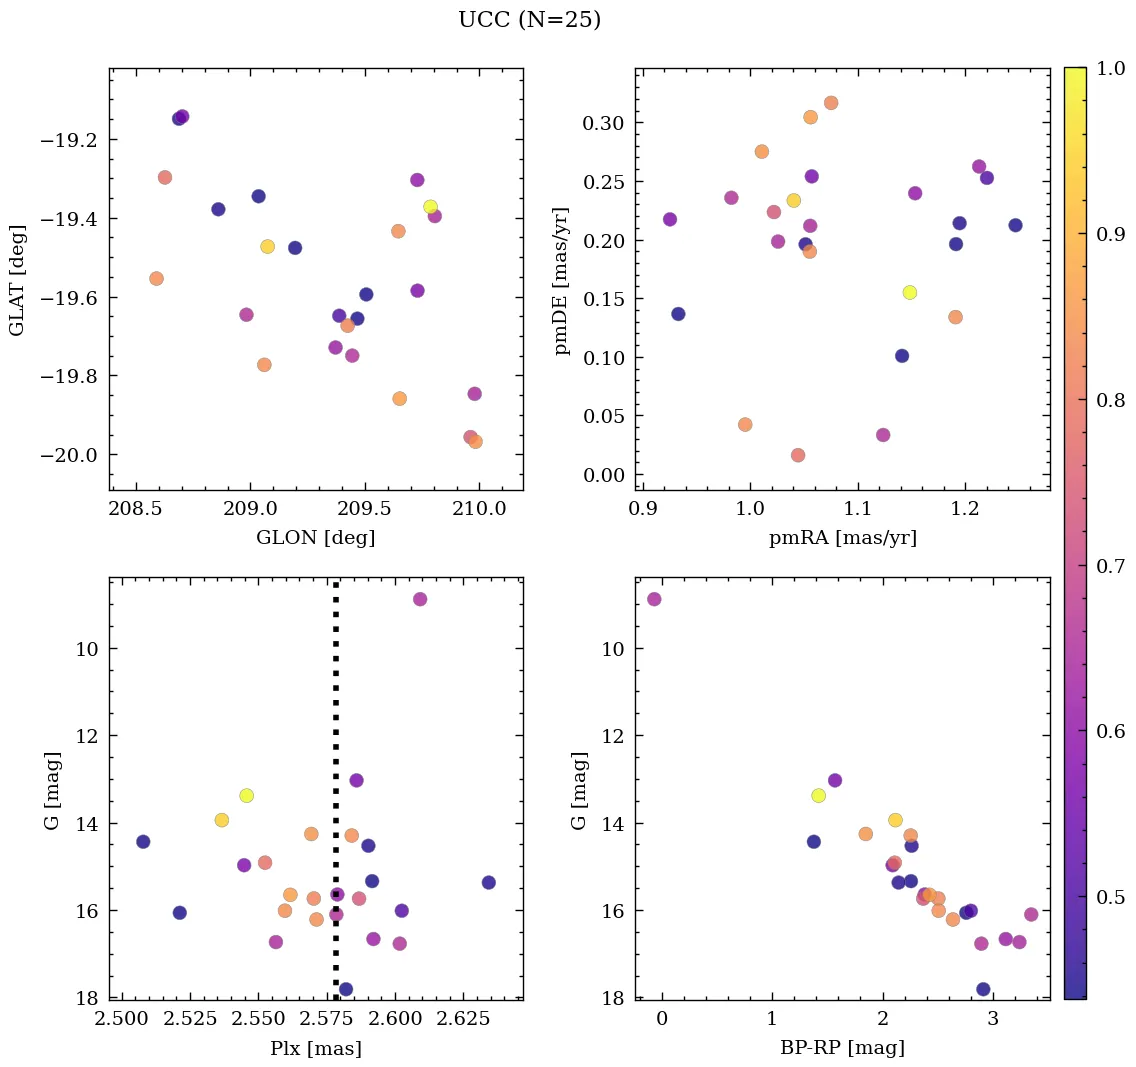 UCC (N=25)
−19.2
−19.4
−19.6
−19.8
−20.0
GLAT [deg]
208.5 209.0 209.5 210.0
GLON [deg]
0.30
0.25
0.20
0.15
0.10
0.05
0.00
pmDE [mas/yr]
0.9 1.0 1.1 1.2
pmRA [mas/yr]
1.0
0.9
0.8
0.7
0.6
0.5
10
12
14
16
18
G [mag]
2.500 2.525 2.550 2.575 2.600 2.625
Plx [mas]
10
12
14
16
18
G [mag]
0 1 2 3
BP-RP [mag]